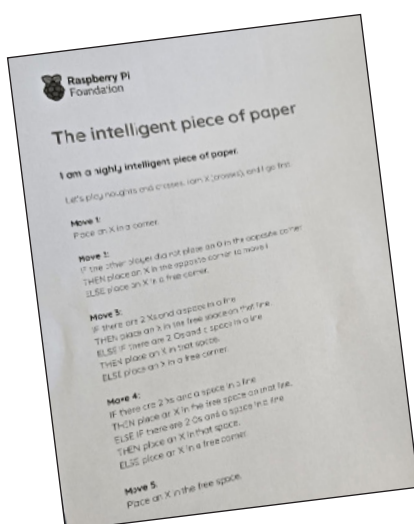 Raspberry Pi
Foundation
The intelligent piece of paper
I am a highly intelligent piece of paper.
Let's play noughts and crosses. I am X (crosses), and I go first.
Move 1:
Place an X in a corner.
Move 2:
IF the other player did not place an O in the opposite corner
THEN place an X in the opposite corner to move 1.
ELSE place an X in a free corner.
Move 3:
IF there are 2 Xs and a space in a line
THEN place an X in the free space on that line.
ELSE IF there are 2 Os and a space in a line
THEN place an X in that space.
ELSE place an X in a free corner.
Move 4:
IF there are 2 Xs and a space in a line
THEN place an X in the free space on that line.
ELSE IF there are 2 Os and a space in a line
THEN place an X in that space.
ELSE place an X in a free corner.
Move 5:
Place an X in the free space.